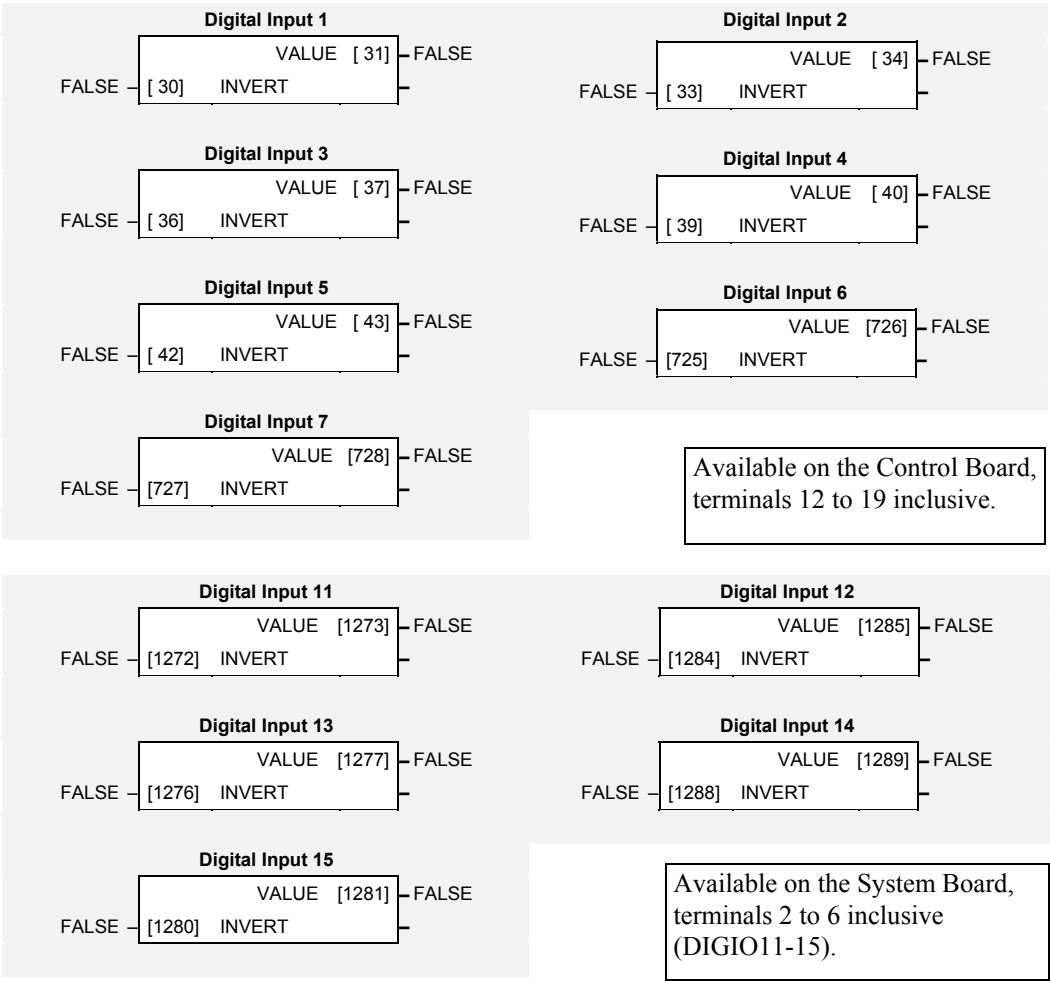 Digital Input 1
VALUE [ 31] FALSE
FALSE [ 30] INVERT
Digital Input 2
VALUE [ 34] FALSE
FALSE [ 33] INVERT
Digital Input 3
VALUE [ 37] FALSE
FALSE [ 36] INVERT
Digital Input 4
VALUE [ 40] FALSE
FALSE [ 39] INVERT
Digital Input 5
VALUE [ 43] FALSE
FALSE [ 42] INVERT
Digital Input 6
VALUE [726] FALSE
FALSE [725] INVERT
Digital Input 7
VALUE [728] FALSE
FALSE [727] INVERT
Available on the Control Board,
terminals 12 to 19 inclusive.
Digital Input 11
VALUE [1273] FALSE
FALSE [1272] INVERT
Digital Input 12
VALUE [1285] FALSE
FALSE [1284] INVERT
Digital Input 13
VALUE [1277] FALSE
FALSE [1276] INVERT
Digital Input 14
VALUE [1289] FALSE
FALSE [1288] INVERT
Digital Input 15
VALUE [1281] FALSE
FALSE [1280] INVERT
Available on the System Board,
terminals 2 to 6 inclusive
(DIGIO11-15).